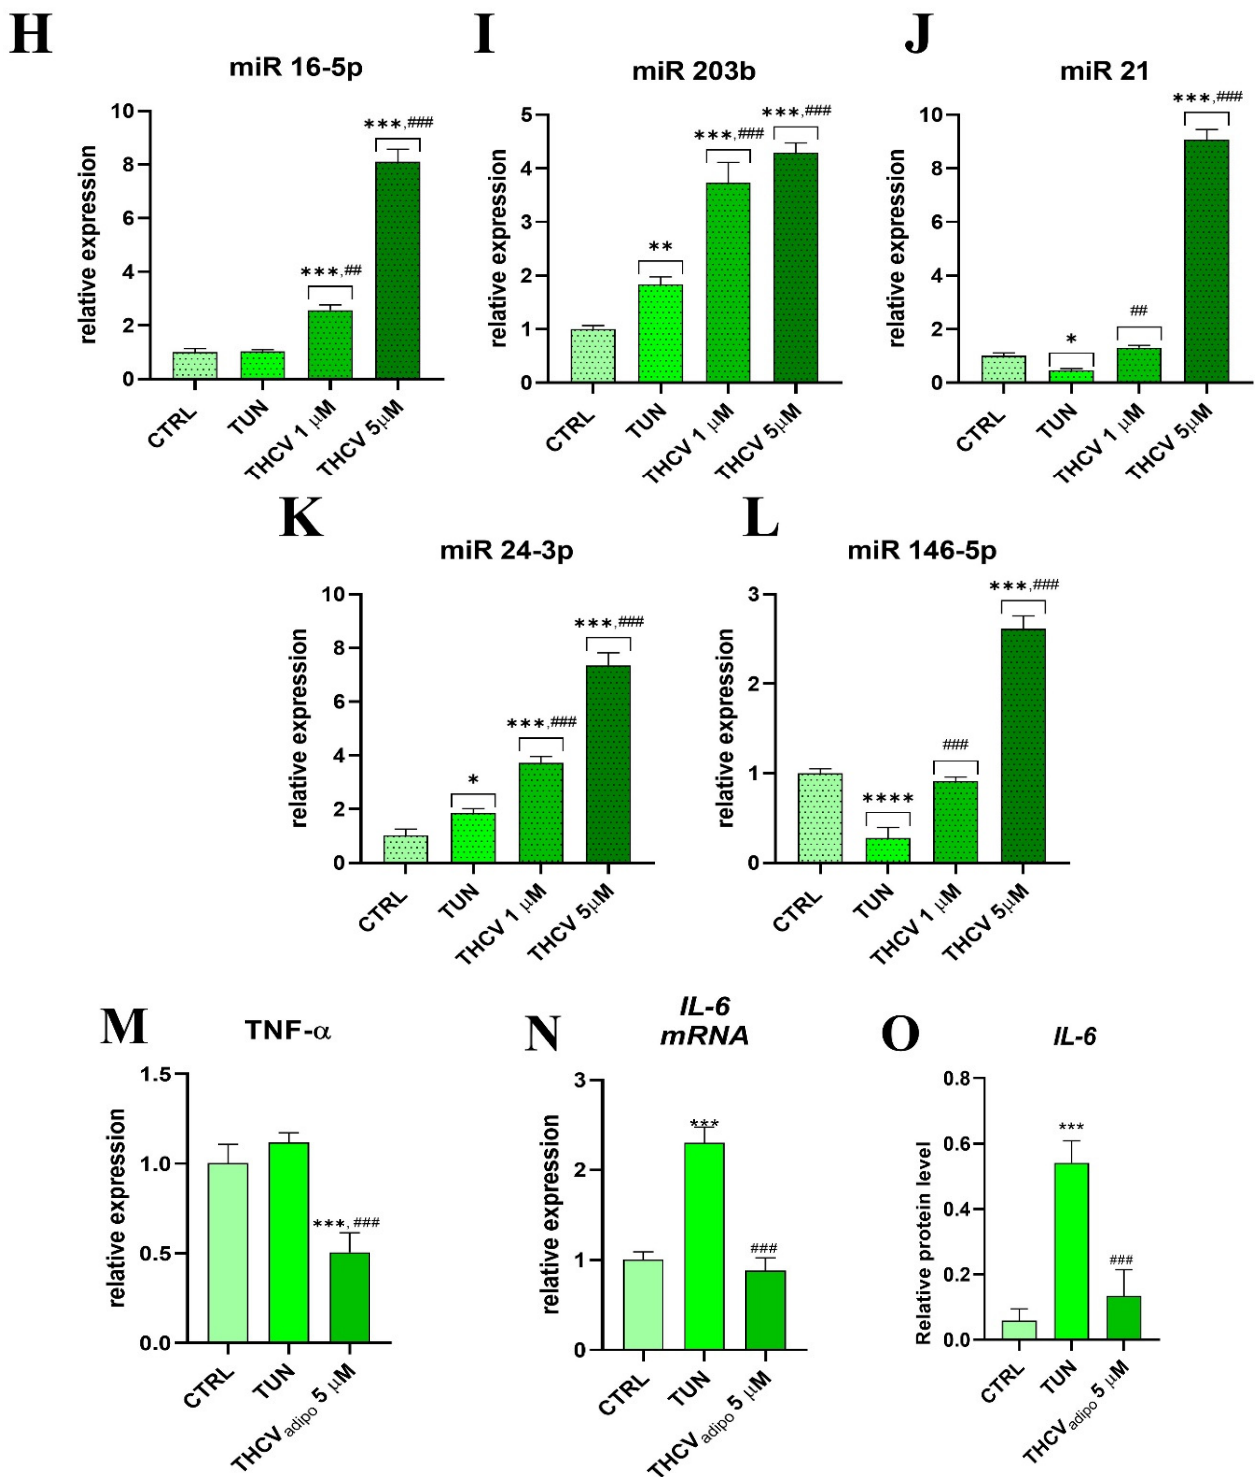 H
miR 16-5p
relative expression
10
8
6
4
2
0
***,##
***,###
CTRL
TUN
THCV 1 μM
THCV 5μM
I
miR 203b
relative expression
5
4
3
2
1
0
**
***,###
***,###
CTRL
TUN
THCV 1 μM
THCV 5μM
J
miR 21
relative expression
10
8
6
4
2
0
*
##
***,###
CTRL
TUN
THCV 1 μM
THCV 5μM
K
miR 24-3p
relative expression
10
8
6
4
2
0
*
***,###
***,###
CTRL
TUN
THCV 1 μM
THCV 5μM
L
miR 146-5p
relative expression
3
2
1
0
****
###
***,###
CTRL
TUN
THCV 1 μM
THCV 5μM
M
TNF-α
relative expression
1.5
1.0
0.5
0.0
***, ###
CTRL
TUN
THCVadipo 5 μM
N
IL-6
mRNA
relative expression
3
2
1
0
***
###
CTRL
TUN
THCVadipo 5 μM
O
IL-6
Relative protein level
0.8
0.6
0.4
0.2
0.0
***
###
CTRL
TUN
THCVadipo 5 μM